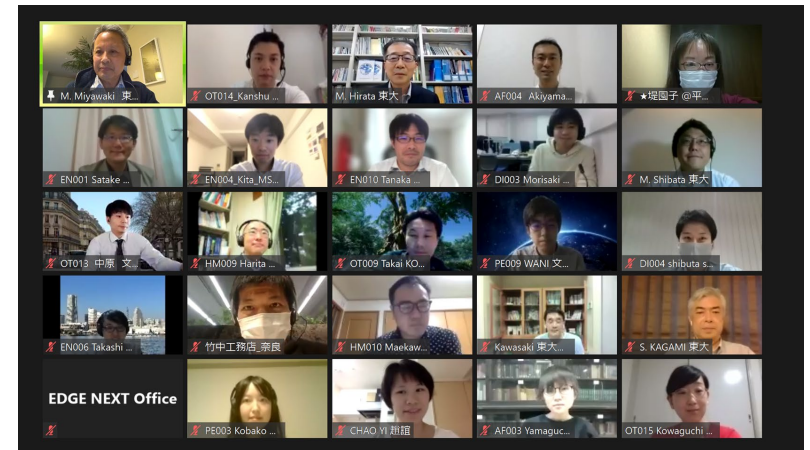 M. Miyawaki 東...
OT014_Kanshu ...
M. Hirata 東大
AF004 Akiyama...
★堤園子 @平...
EN001 Satake ...
EN004_Kita_MS...
EN010 Tanaka ...
DI003 Morisaki ...
M. Shibata 東大
OT013 中原 文...
HM009 Harita ...
OT009 Takai KO...
PE009 WANI 文...
DI004 shibuta s...
EN006 Takashi ...
竹中工務店_奈良
HM010 Maekaw...
Kawasaki 東大...
S. KAGAMI 東大
EDGE NEXT Office
PE003 Kobako ...
CHAO YI 趙誼
AF003 Yamaguc...
OT015 Kowaguchi ...